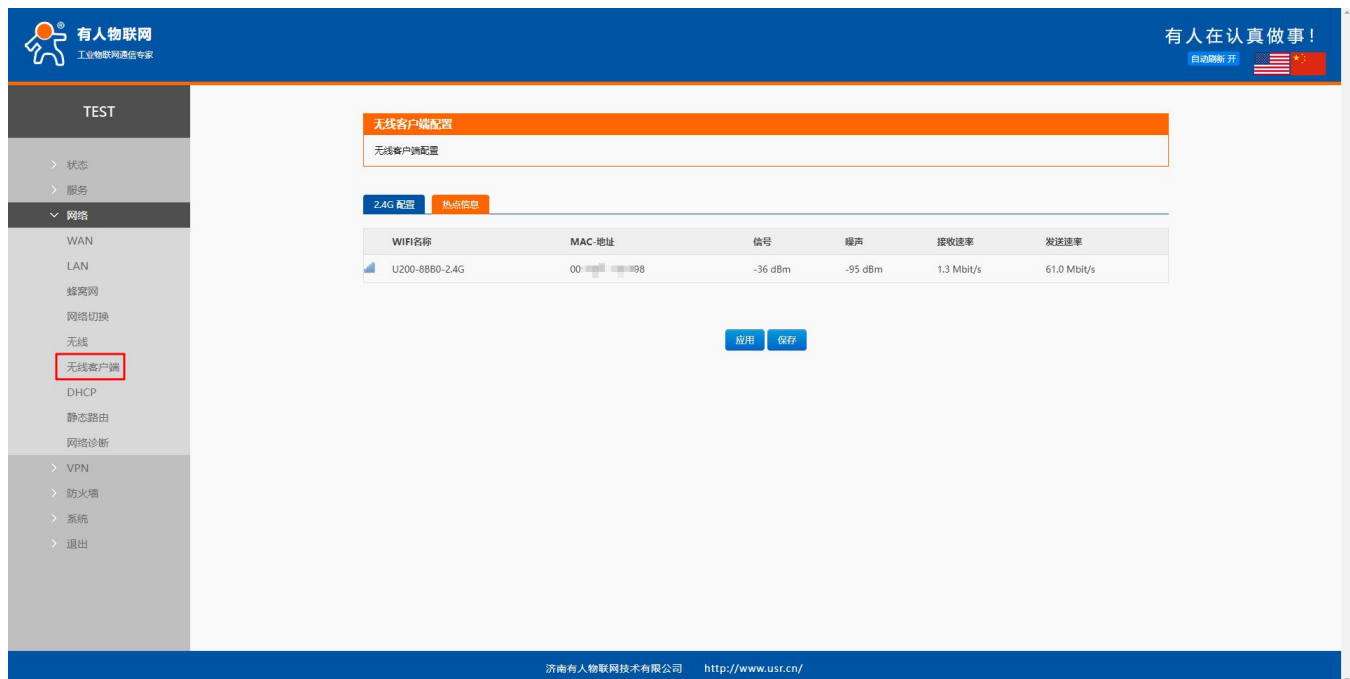 有人物联网
工业物联网通信专家
有人在认真做事！
自动刷新 开
TEST
状态
服务
网络
WAN
LAN
蜂窝网
网络切换
无线
无线客户端
DHCP
静态路由
网络诊断
VPN
防火墙
系统
退出
无线客户端配置
无线客户端配置
2.4G 配置 热点信息
WIFI名称 MAC-地址 信号 噪声 接收速率 发送速率
U200-8BB0-2.4G 00: 98 -36 dBm -95 dBm 1.3 Mbit/s 61.0 Mbit/s
应用 保存
济南有人物联网技术有限公司 http://www.usr.cn/